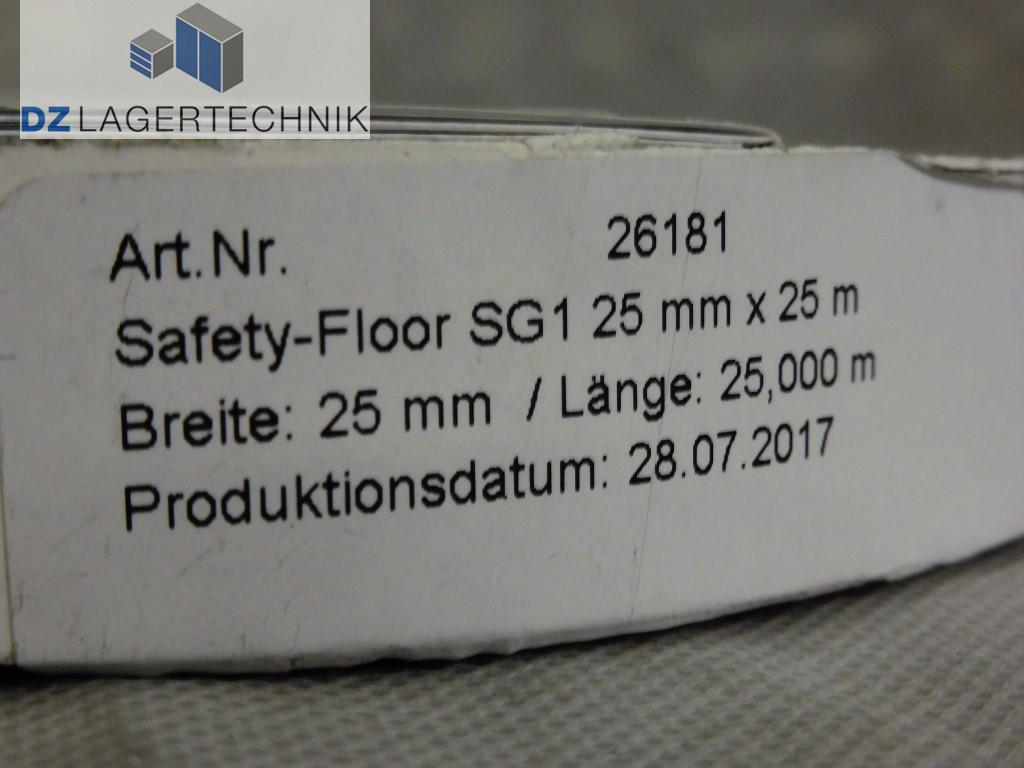 DZ LAGERTECHNIK
Art.Nr. 26181
Safety-Floor SG1 25 mm x 25 m
Breite: 25 mm / Länge: 25,000 m
Produktionsdatum: 28.07.2017